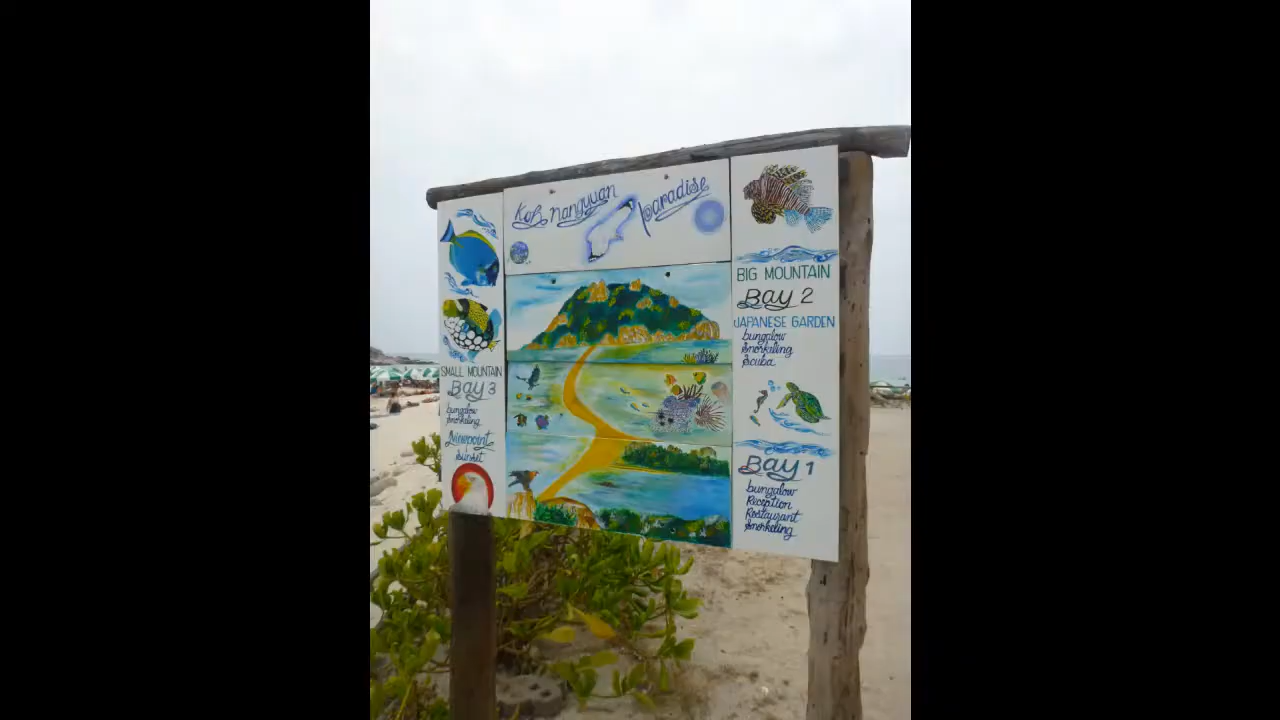 Koh nangyuan paradise
SMALL MOUNTAIN
Bay 3
bungalow
Snorkeling
Viewpoint
Sunset
BIG MOUNTAIN
Bay 2
JAPANESE GARDEN
bungalow
Snorkeling
Scuba
Bay 1
bungalow
Reception
Restaurant
Snorkeling